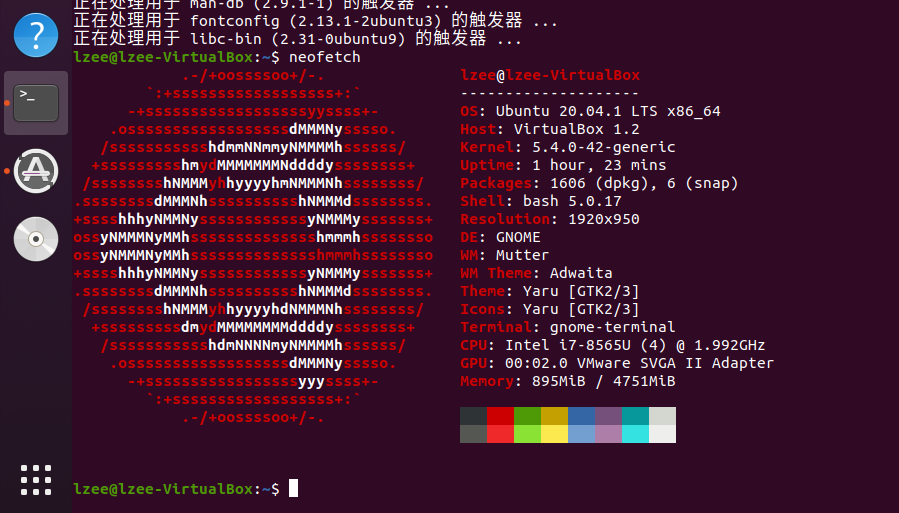 正在处理用于 man-db (2.9.1-1) 的触发器 ...
正在处理用于 fontconfig (2.13.1-2ubuntu3) 的触发器 ...
正在处理用于 libc-bin (2.31-0ubuntu9) 的触发器 ...
lzee@lzee-VirtualBox:~$ neofetch
.-/+oossssoo+/-. lzee@lzee-VirtualBox
`:+ssssssssssssssssss+:` --------------------
-+ssssssssssssssssssyyssss+- OS: Ubuntu 20.04.1 LTS x86_64
.ossssssssssssssssssdMMMNysssso. Host: VirtualBox 1.2
/ssssssssssshdmmNNmmyNMMMMhssssss/ Kernel: 5.4.0-42-generic
+ssssssssshmydMMMMMMMNddddyssssssss+ Uptime: 1 hour, 23 mins
/sssssssshNMMMyhhyyyyhmNMMMNhssssssss/ Packages: 1606 (dpkg), 6 (snap)
.ssssssssdMMMNhsssssssssshNMMMdssssssss. Shell: bash 5.0.17
+sssshhhyNMMNyssssssssssssyNMMMysssssss+ Resolution: 1920x950
ossyNMMMNyMMhsssssssssssssshmmmhssssssso DE: GNOME
ossyNMMMNyMMhsssssssssssssshmmmhssssssso WM: Mutter
+sssshhhyNMMNyssssssssssssyNMMMysssssss+ WM Theme: Adwaita
.ssssssssdMMMNhsssssssssshNMMMdssssssss. Theme: Yaru [GTK2/3]
/sssssssshNMMMyhhyyyyhdNMMMNhssssssss/ Icons: Yaru [GTK2/3]
+sssssssssdmydMMMMMMMMddddyssssssss+ Terminal: gnome-terminal
/ssssssssssshdmNNNNmyNMMMMhssssss/ CPU: Intel i7-8565U (4) @ 1.992GHz
.ossssssssssssssssssdMMMNysssso. GPU: 00:02.0 VMware SVGA II Adapter
-+sssssssssssssssssyyyssss+- Memory: 895MiB / 4751MiB
`:+ssssssssssssssssss+:`
.-/+oossssoo+/-.
lzee@lzee-VirtualBox:~$